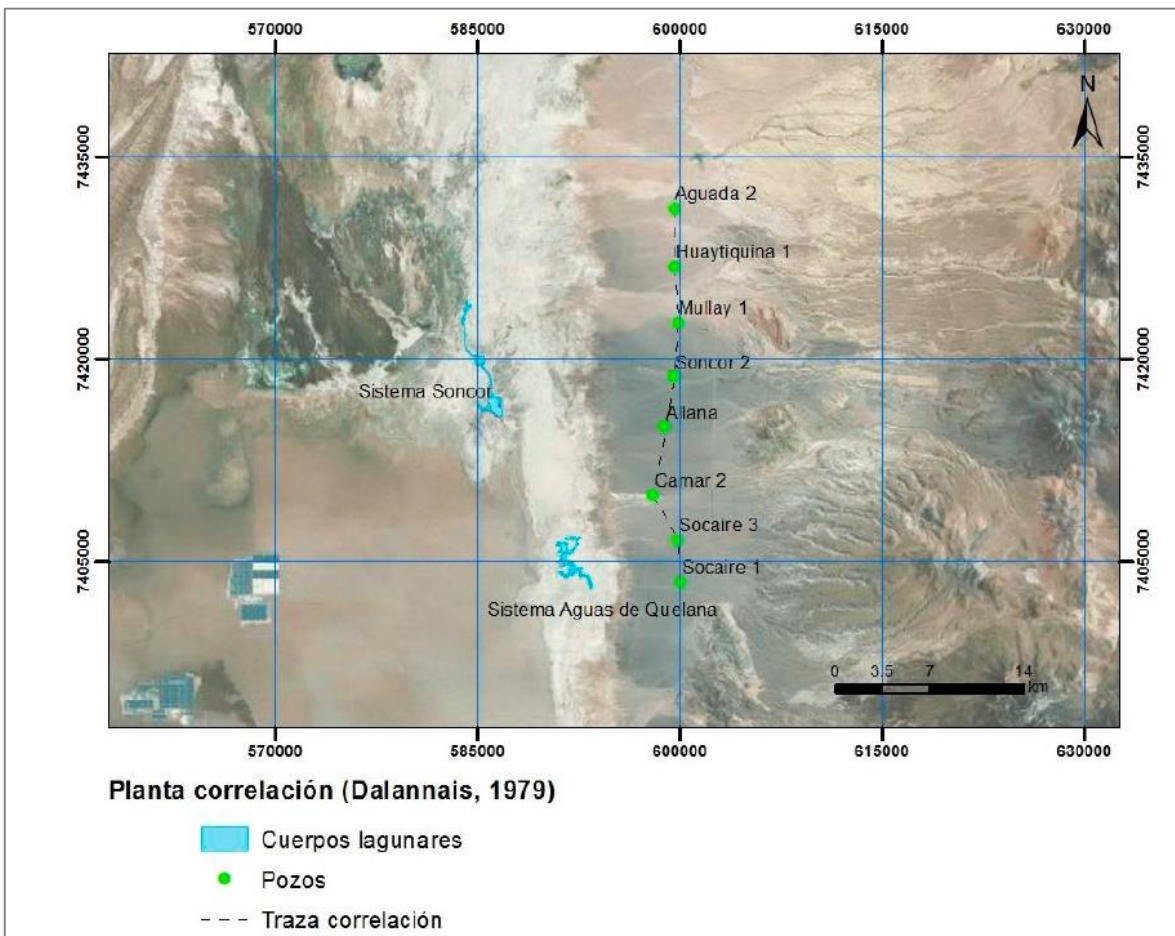 570000 585000 600000 615000 630000
N
7435000 7435000
Aguada 2
Huaytiquina 1
Mullay 1
7420000 7420000
Soncor 2
Sistema Soncor
Allana
Camar 2
Socaire 3
7405000 7405000
Socaire 1
Sistema Aguas de Quelana
0 3.5 7 14
km
570000 585000 600000 615000 630000
Planta correlación (Dalannais, 1979)
Cuerpos lagunares
Pozos
Traza correlación